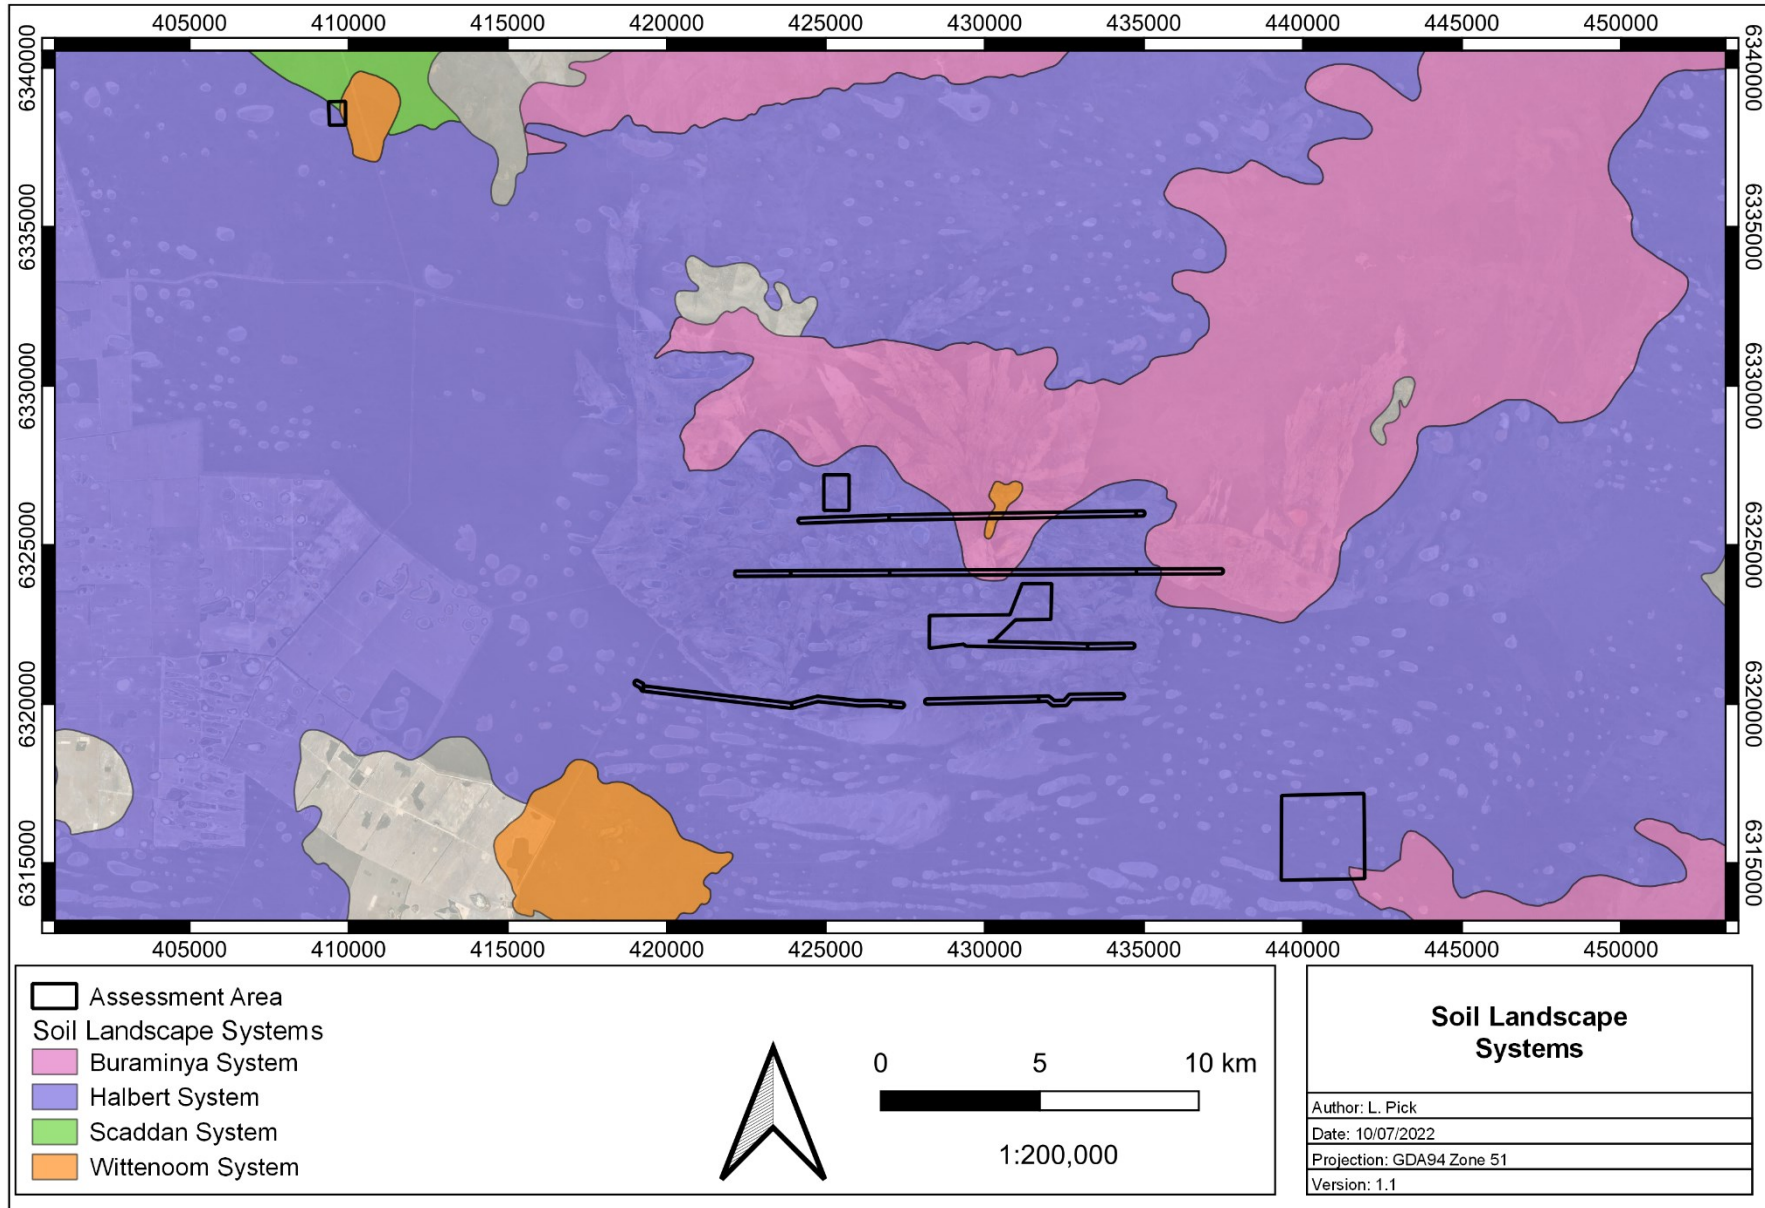 405000 410000 415000 420000 425000 430000 435000 440000 445000 450000
6340000 6340000
6335000 6335000
6330000 6330000
6325000 6325000
6320000 6320000
6315000 6315000
405000 410000 415000 420000 425000 430000 435000 440000 445000 450000
Assessment Area
Soil Landscape Systems
Buraminya System
Halbert System
Scaddan System
Wittenoom System
0 5 10 km
1:200,000
Soil Landscape
Systems
Author: L. Pick
Date: 10/07/2022
Projection: GDA94 Zone 51
Version: 1.1